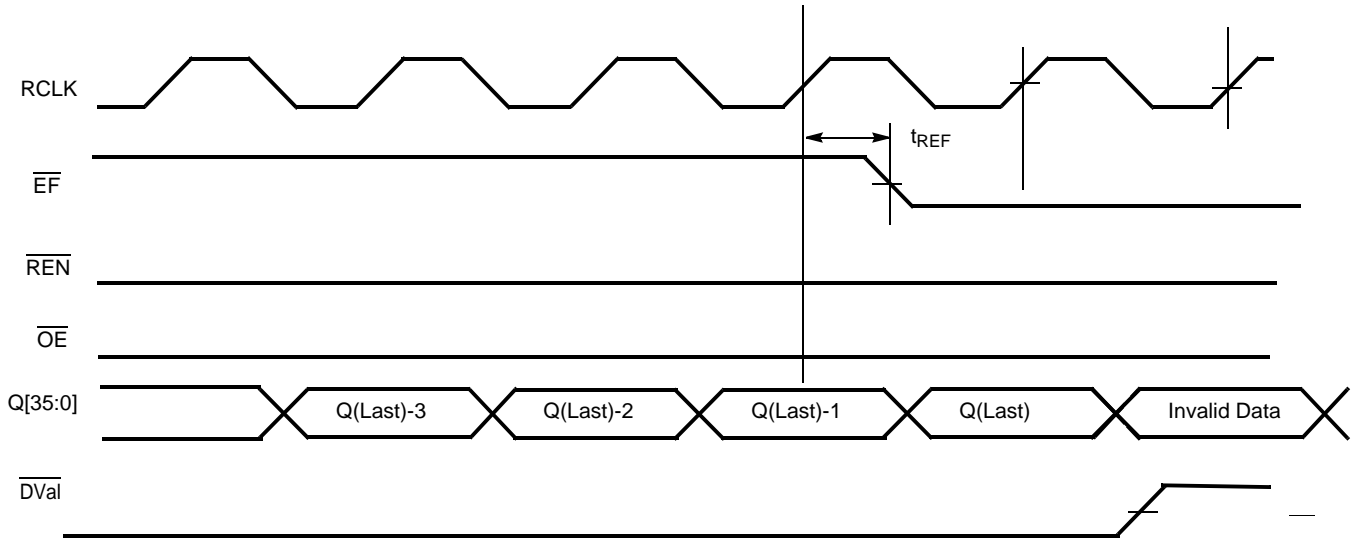 RCLK
tREF
EF
REN
OE
Q[35:0] Q(Last)-3 Q(Last)-2 Q(Last)-1 Q(Last) Invalid Data
DVal